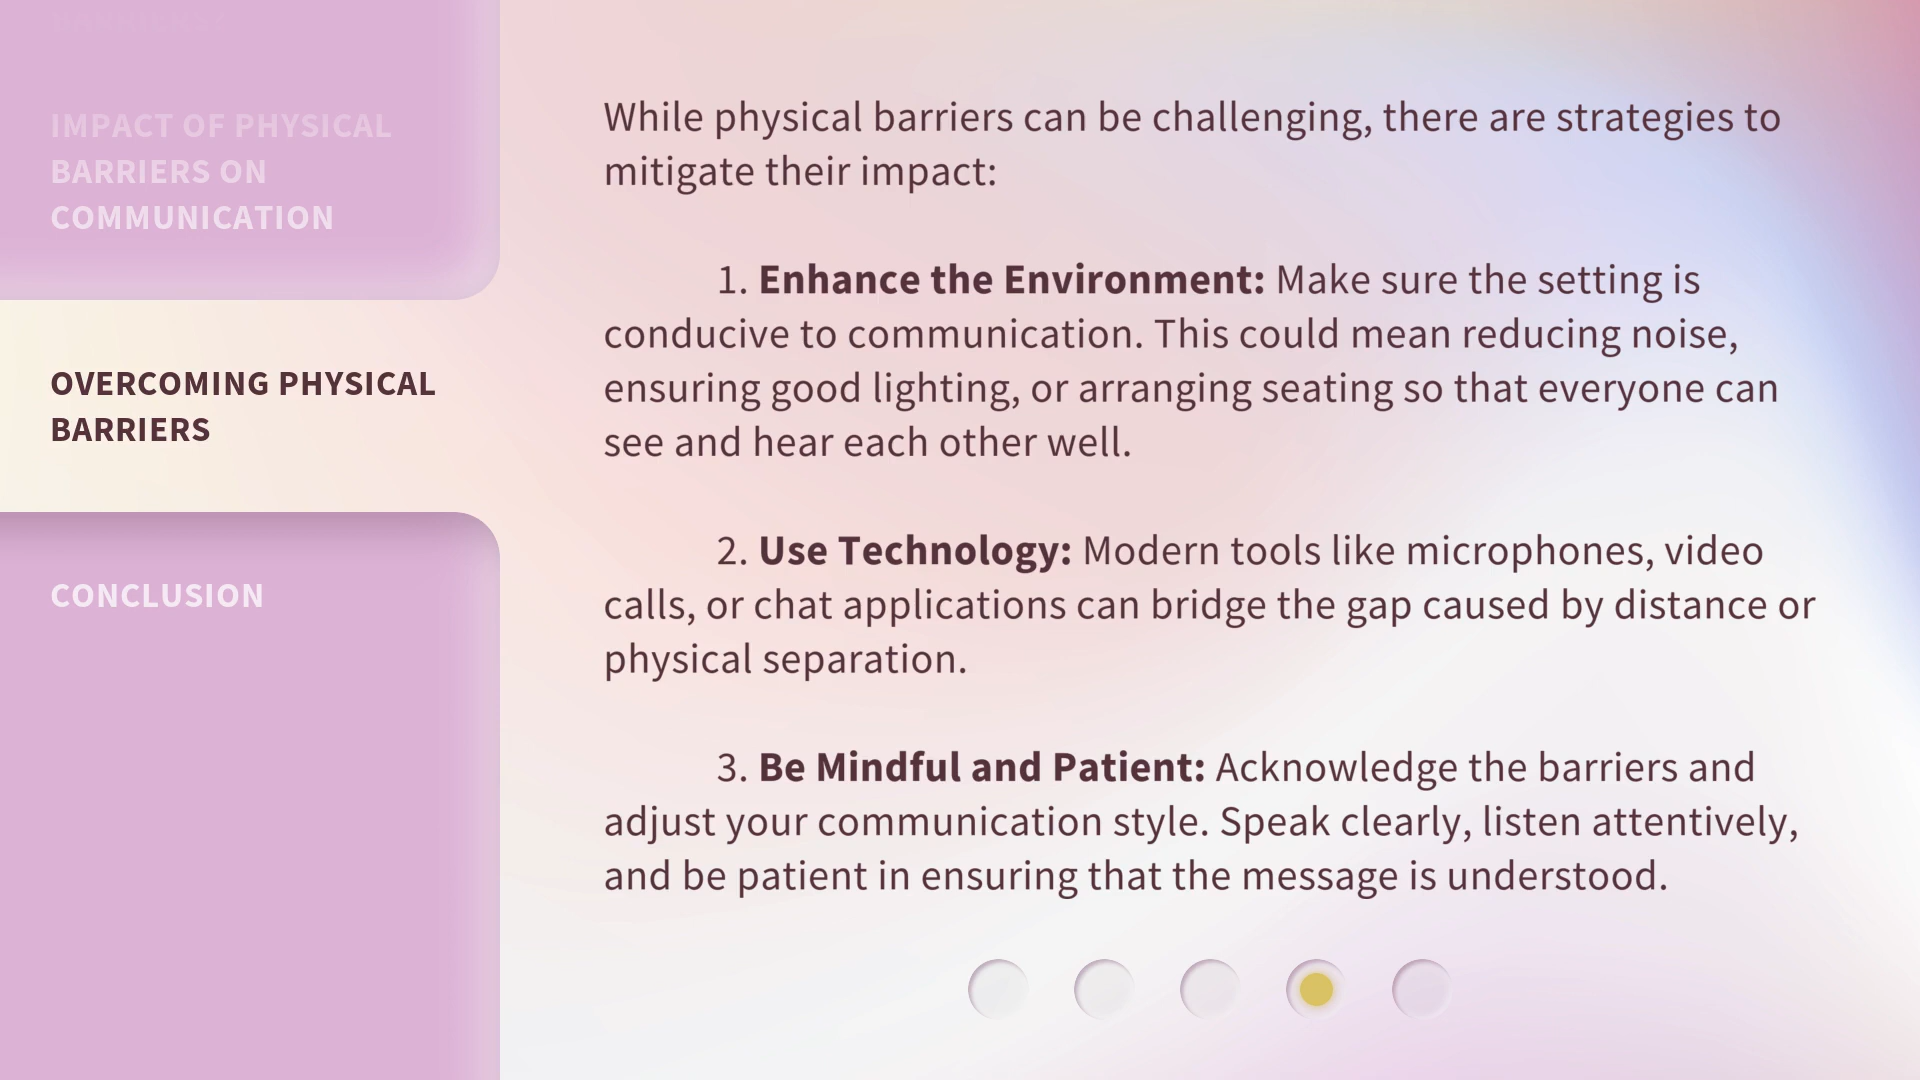 IMPACT OF PHYSICAL
BARRIERS ON
COMMUNICATION
OVERCOMING PHYSICAL
BARRIERS
CONCLUSION
While physical barriers can be challenging, there are strategies to
mitigate their impact:
1. Enhance the Environment: Make sure the setting is
conducive to communication. This could mean reducing noise,
ensuring good lighting, or arranging seating so that everyone can
see and hear each other well.
2. Use Technology: Modern tools like microphones, video
calls, or chat applications can bridge the gap caused by distance or
physical separation.
3. Be Mindful and Patient: Acknowledge the barriers and
adjust your communication style. Speak clearly, listen attentively,
and be patient in ensuring that the message is understood.